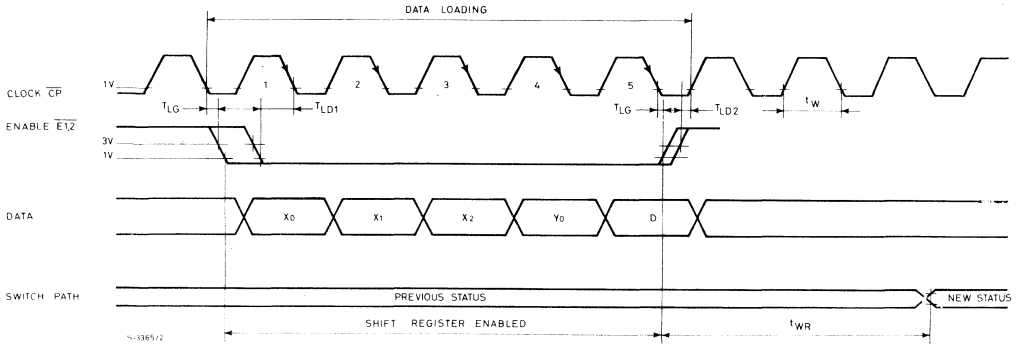 DATA LOADING
1V
CLOCK CP
1 2 3 4 5
TLG TLD1 TLG TLD2 tW
ENABLE E1,2
3V
1V
DATA
X0 X1 X2 Y0 D
SWITCH PATH
PREVIOUS STATUS
NEW STATUS
SHIFT REGISTER ENABLED
tWR
S-3365/2